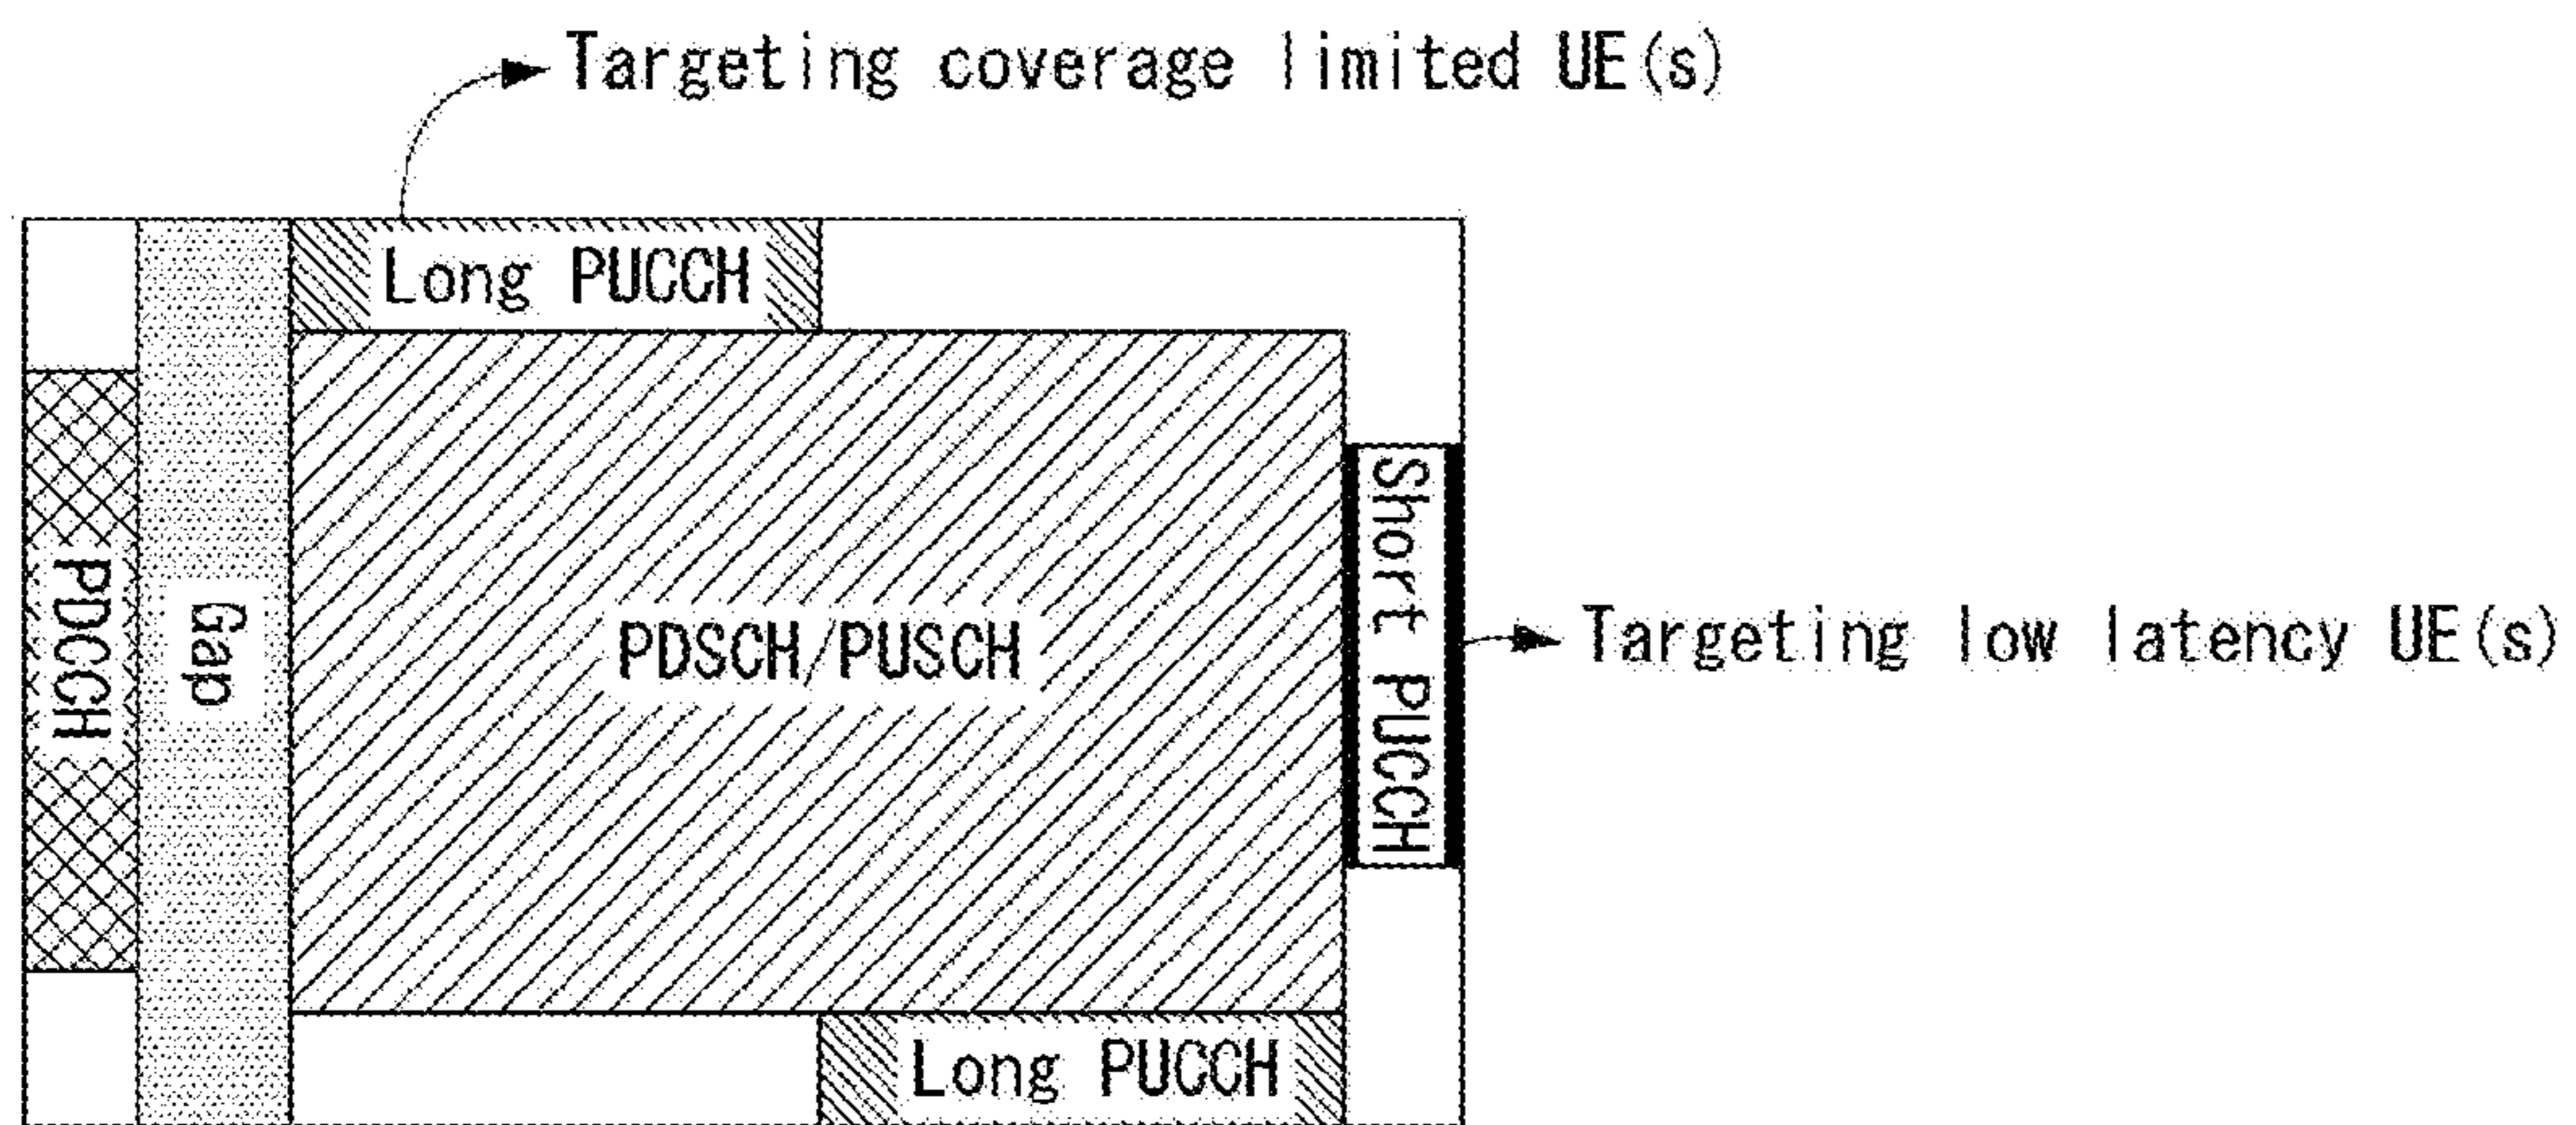 Targeting coverage limited UE(s)
Long PUCCH
PDCCH
Gap
PDSCH/PUSCH
Short PUCCH
Targeting low latency UE(s)
Long PUCCH